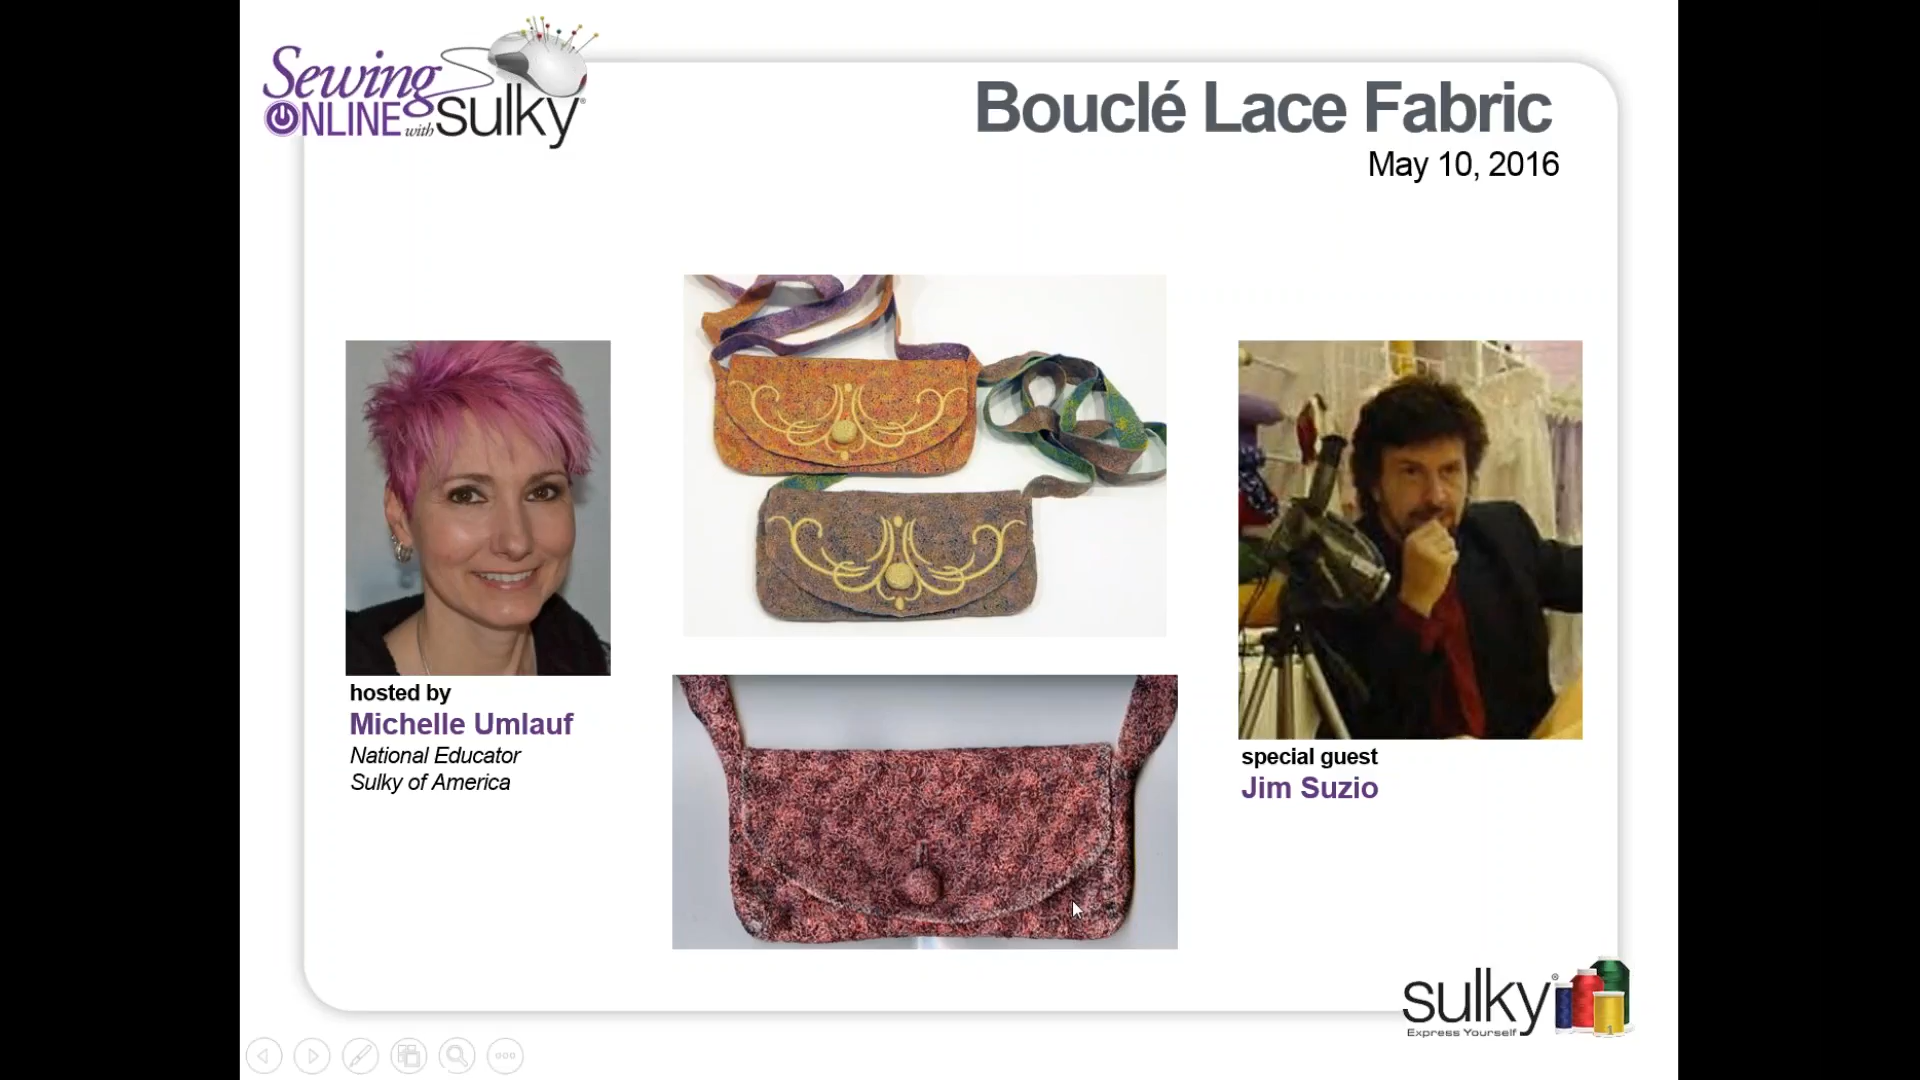 Sewing
ONLINE with sulky®
Bouclé Lace Fabric
May 10, 2016
hosted by
Michelle Umlauf
National Educator
Sulky of America
special guest
Jim Suzio
sulky®
Express Yourself